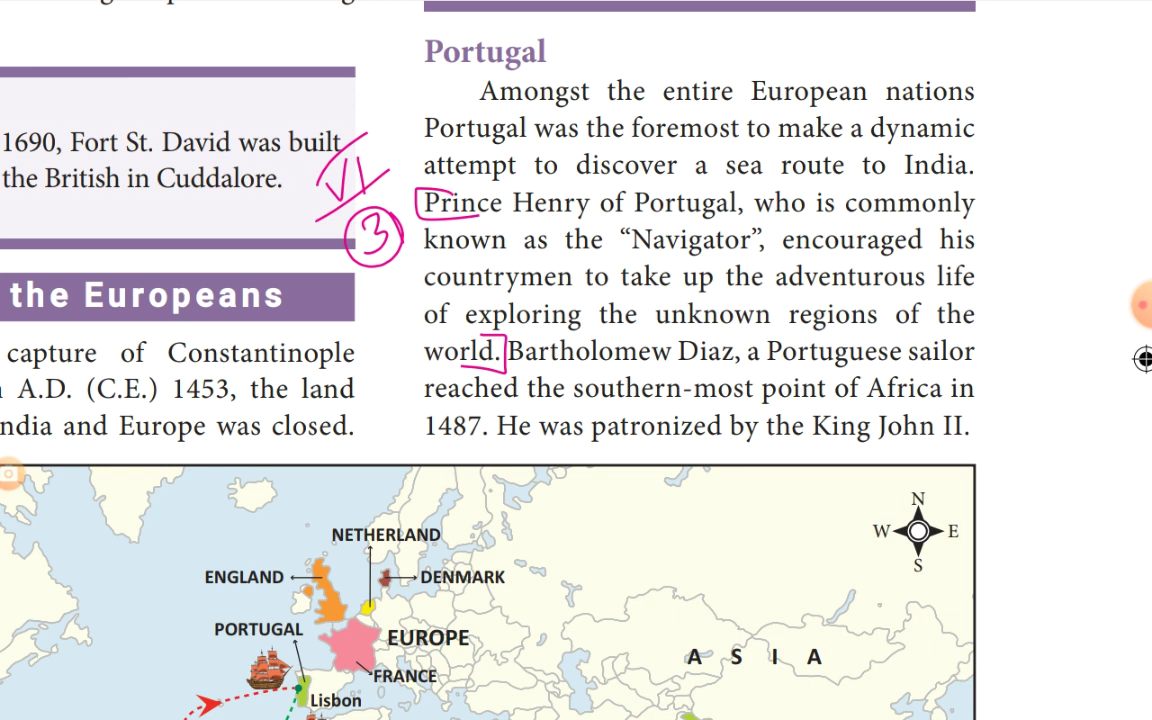 1690, Fort St. David was built
the British in Cuddalore.
VI
3
the Europeans
capture of Constantinople
A.D. (C.E.) 1453, the land
ndia and Europe was closed.
Portugal
Amongst the entire European nations
Portugal was the foremost to make a dynamic
attempt to discover a sea route to India.
Prince Henry of Portugal, who is commonly
known as the “Navigator”, encouraged his
countrymen to take up the adventurous life
of exploring the unknown regions of the
world. Bartholomew Diaz, a Portuguese sailor
reached the southern-most point of Africa in
1487. He was patronized by the King John II.
N
W E
S
NETHERLAND
ENGLAND DENMARK
PORTUGAL
EUROPE
A S I A
FRANCE
Lisbon